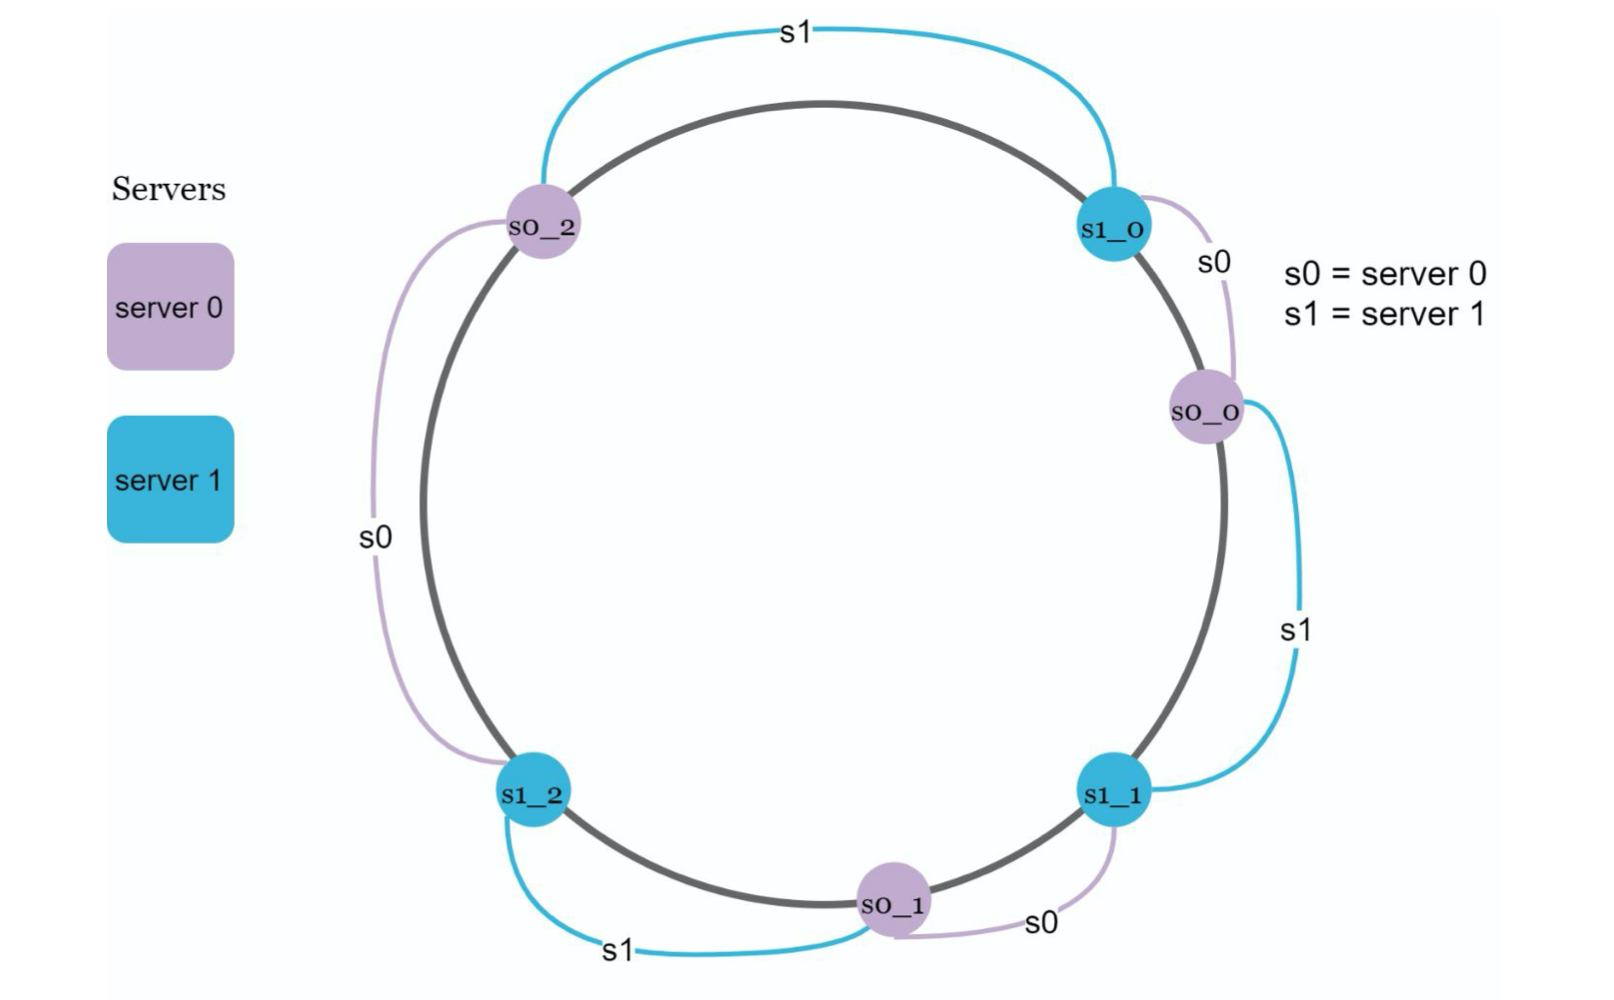 s1
Servers
s0_2
s1_0
server 0
s0
s0 = server 0
s1 = server 1
s0_0
server 1
s0
s1
s1_2
s1_1
s0_1
s0
s1